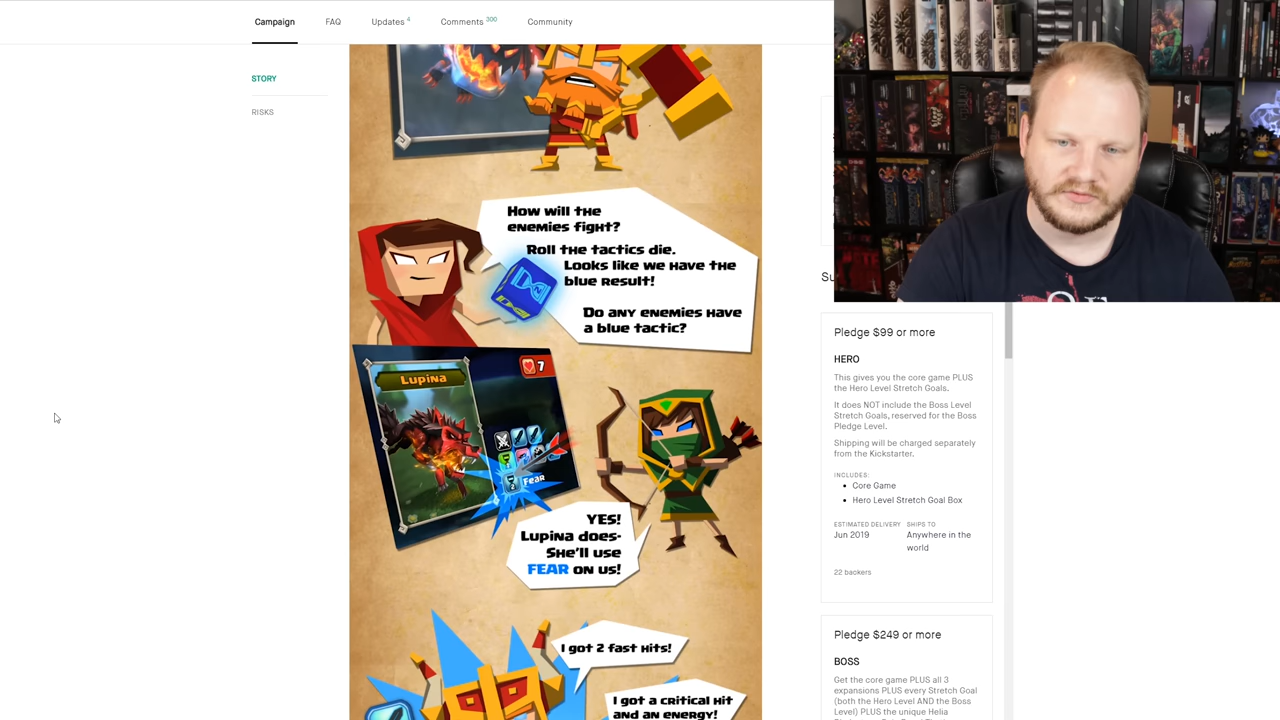 Campaign
FAQ
Updates 4
Comments 300
Community
STORY
RISKS
How will the
enemies fight?
Roll the tactics die.
Looks like we have the
blue result!
Do any enemies have
a blue tactic?
Lupina
7
Fear
YES!
Lupina does-
She'll use
FEAR on us!
I got 2 fast hits!
I got a critical hit
and an energy!
Su
Pledge $99 or more
HERO
This gives you the core game PLUS
the Hero Level Stretch Goals.
It does NOT include the Boss Level
Stretch Goals, reserved for the Boss
Pledge Level.
Shipping will be charged separately
from the Kickstarter.
INCLUDES:
Core Game
Hero Level Stretch Goal Box
ESTIMATED DELIVERY
Jun 2019
SHIPS TO
Anywhere in the
world
22 backers
Pledge $249 or more
BOSS
Get the core game PLUS all 3
expansions PLUS every Stretch Goal
(both the Hero Level AND the Boss
Level) PLUS the unique Helia